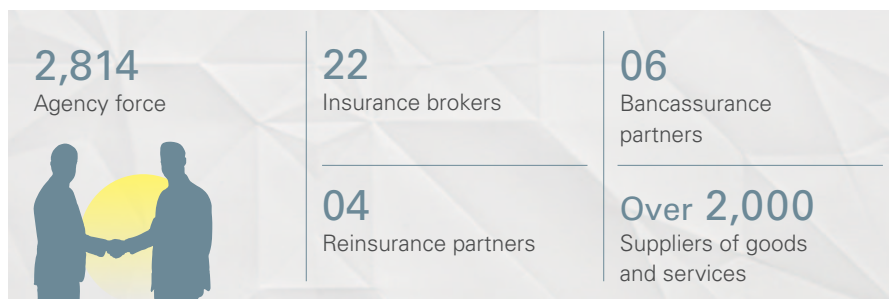 2,814
Agency force
22
Insurance brokers
04
Reinsurance partners
06
Bancassurance
partners
Over 2,000
Suppliers of goods
and services